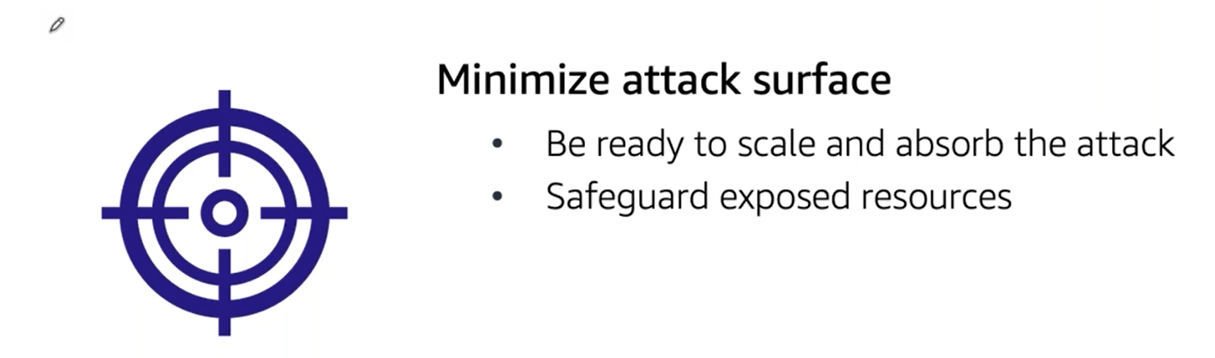 Minimize attack surface
• Be ready to scale and absorb the attack
• Safeguard exposed resources